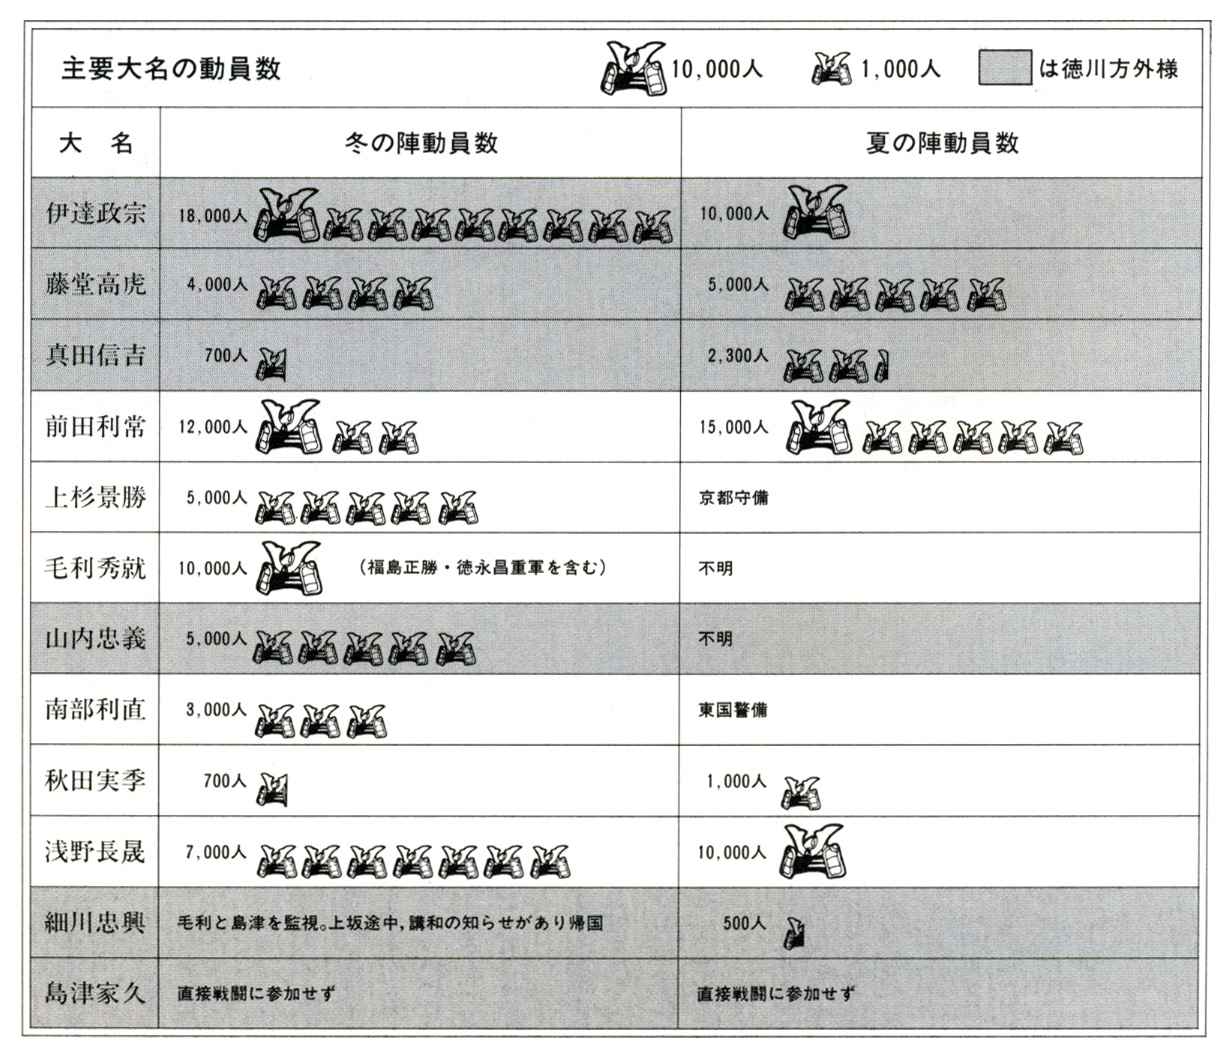 主要大名の動員数 10,000人 1,000人 は徳川方外様
大 名 冬の陣動員数 夏の陣動員数
伊達政宗 18,000人 10,000人
藤堂高虎 4,000人 5,000人
真田信吉 700人 2,300人
前田利常 12,000人 15,000人
上杉景勝 5,000人 京都守備
毛利秀就 10,000人 (福島正勝・徳永昌重軍を含む) 不明
山内忠義 5,000人 不明
南部利直 3,000人 東国警備
秋田実季 700人 1,000人
浅野長晟 7,000人 10,000人
細川忠興 毛利と島津を監視。上坂途中,講和の知らせがあり帰国 500人
島津家久 直接戦闘に参加せず 直接戦闘に参加せず